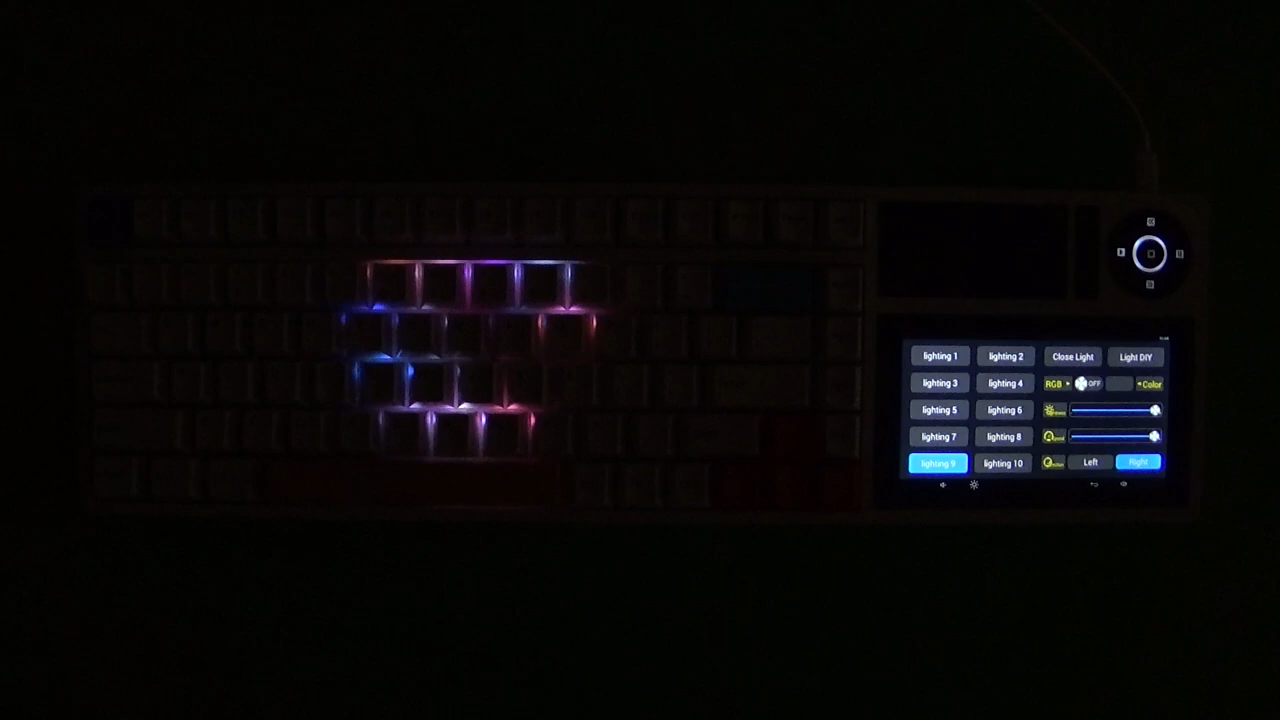 lighting 1 lighting 2 Close Light Light DIY
lighting 3 lighting 4 RGB OFF Color
lighting 5 lighting 6
lighting 7 lighting 8
lighting 9 lighting 10 Left Right